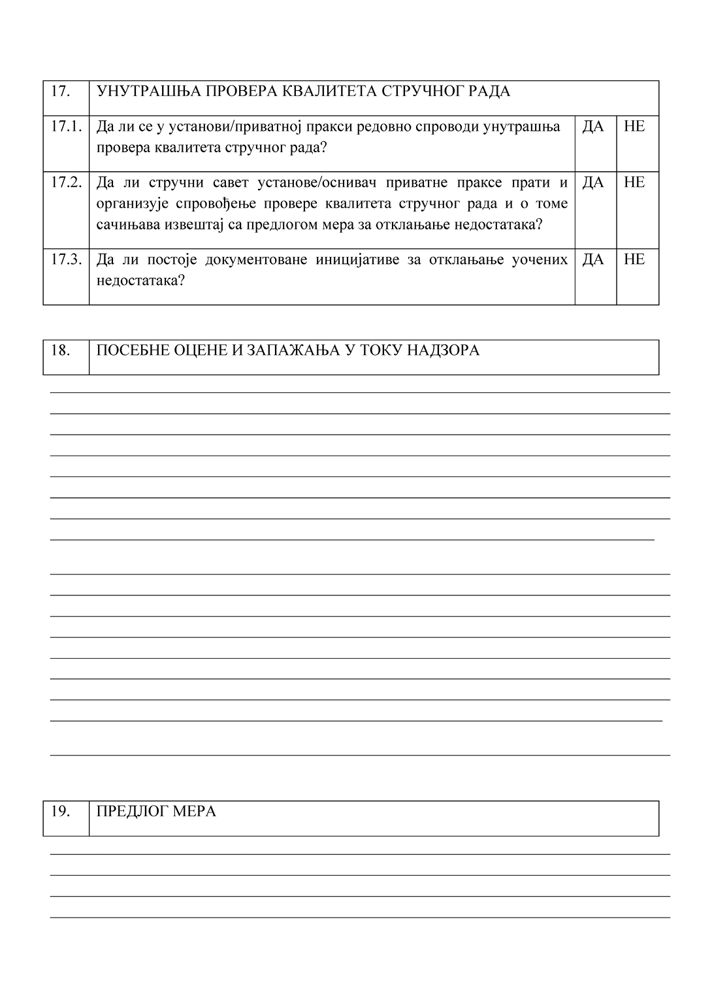 17. УНУТРАШЊА ПРОВЕРА КВАЛИТЕТА СТРУЧНОГ РАДА
17.1. Да ли се у установи/приватној пракси редовно спроводи унутрашња ДА НЕ
провера квалитета стручног рада?
17.2. Да ли стручни савет установе/оснивач приватне праксе прати и ДА НЕ
организује спровођење провере квалитета стручног рада и о томе
сачињава извештај са предлогом мера за отклањање недостатака?
17.3. Да ли постоје документоване иницијативе за отклањање уочених ДА НЕ
недостатака?
18. ПОСЕБНЕ ОЦЕНЕ И ЗАПАЖАЊА У ТОКУ НАДЗОРА
19. ПРЕДЛОГ МЕРА